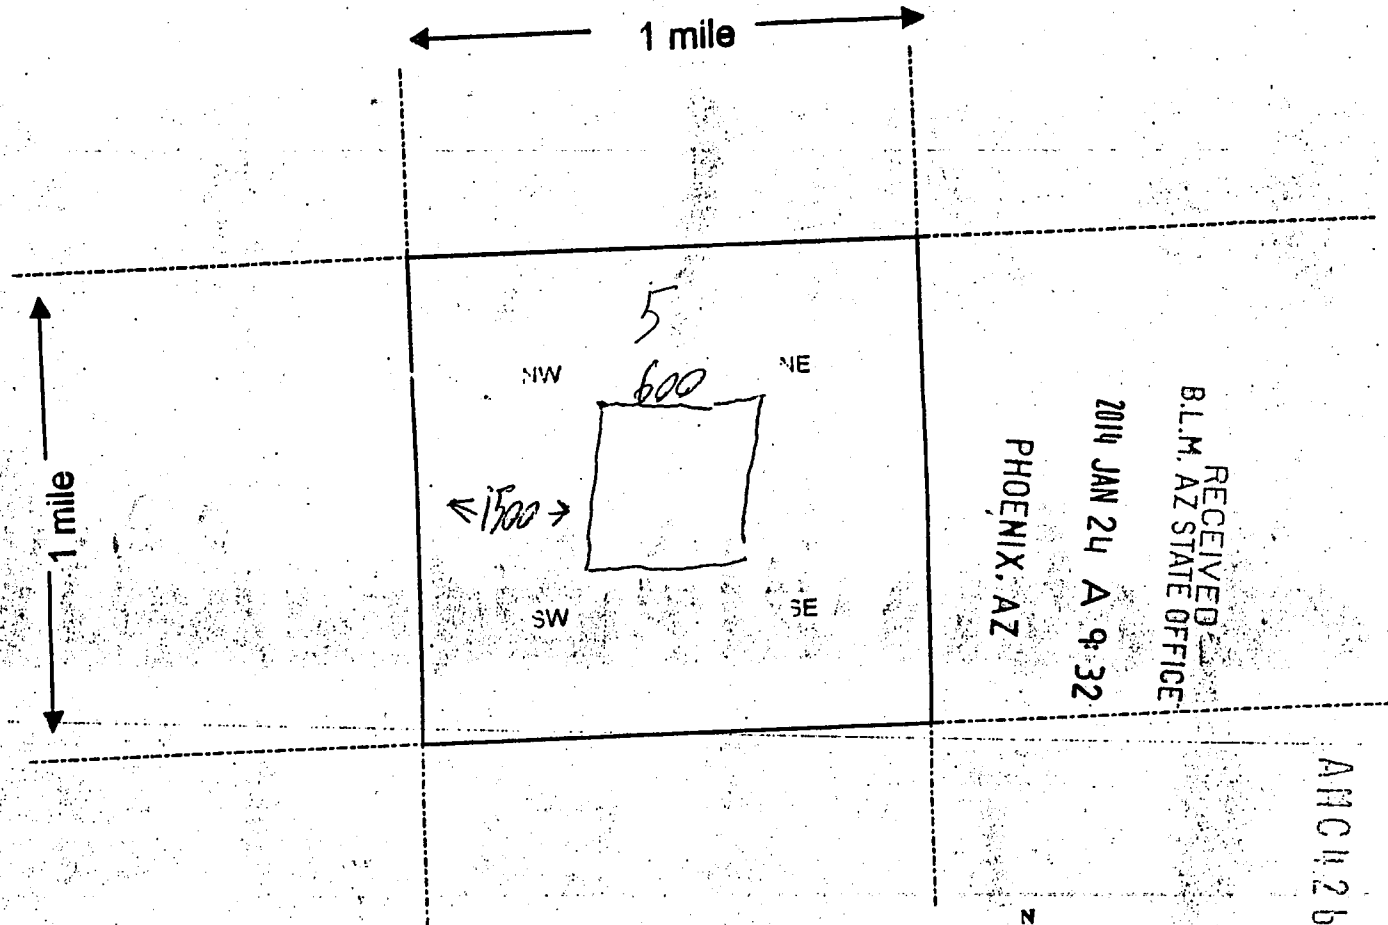 1 mile
5
NW
NE
600
1 mile
<1500>
SW
SE
RECEIVED
B.L.M. AZ STATE OFFICE
2014 JAN 24 A 9:32
PHOENIX, AZ
N